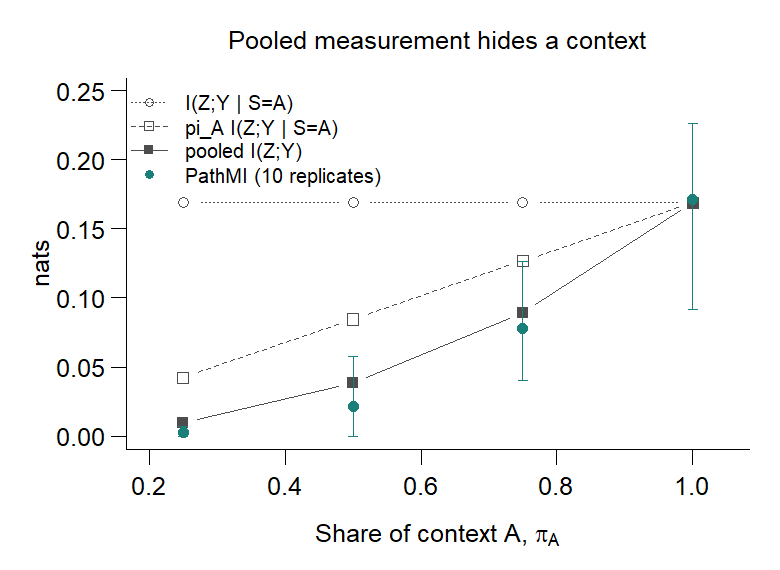 Pooled measurement hides a context
0.25
0.20
0.15
0.10
0.05
0.00
nats
I(Z;Y | S=A)
pi_A I(Z;Y | S=A)
pooled I(Z;Y)
PathMI (10 replicates)
0.2 0.4 0.6 0.8 1.0
Share of context A, πA